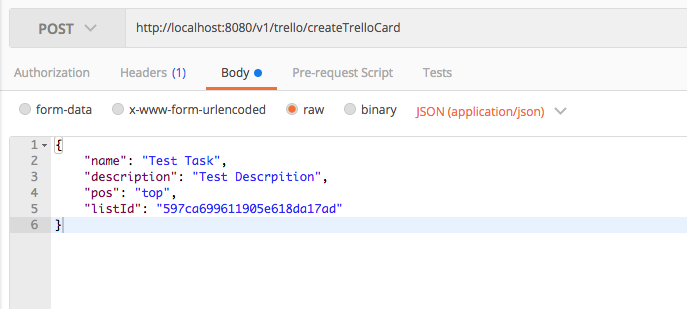 POST http://localhost:8080/v1/trello/createTrelloCard
Authorization Headers (1) Body Pre-request Script Tests
form-data x-www-form-urlencoded raw binary JSON (application/json)
1 {
2 "name": "Test Task",
3 "description": "Test Descrpition",
4 "pos": "top",
5 "listId": "597ca699611905e618da17ad"
6 }